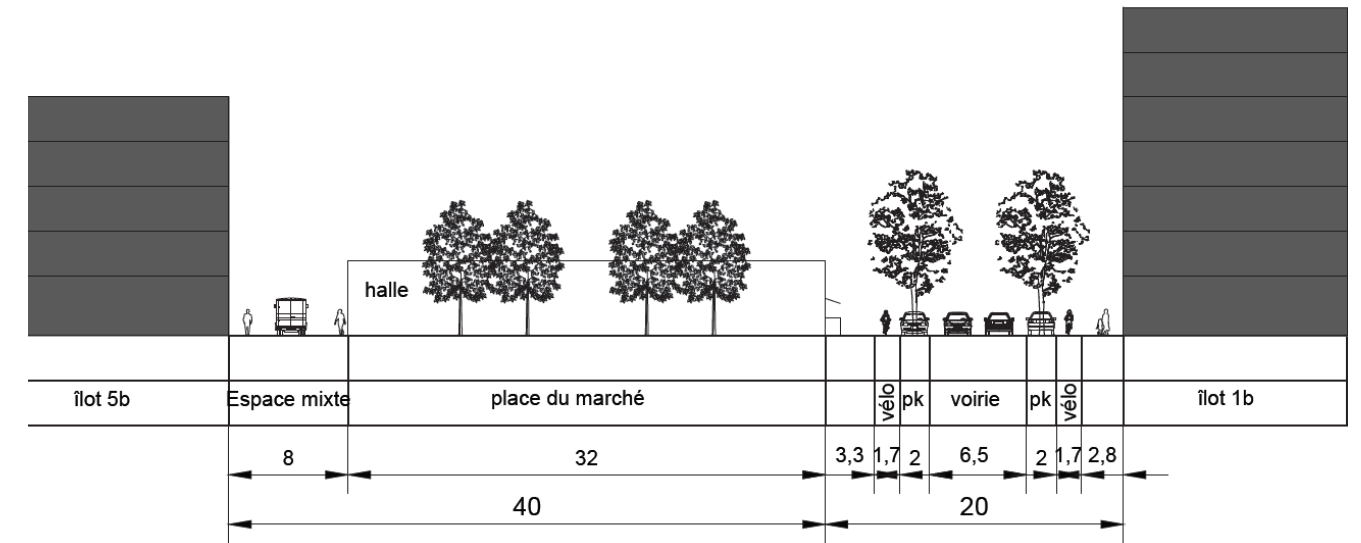 halle
îlot 5b
Espace mixte
place du marché
vélo
pk
voirie
pk
vélo
îlot 1b
8
32
3,3
1,7
2
6,5
2
1,7
2,8
40
20